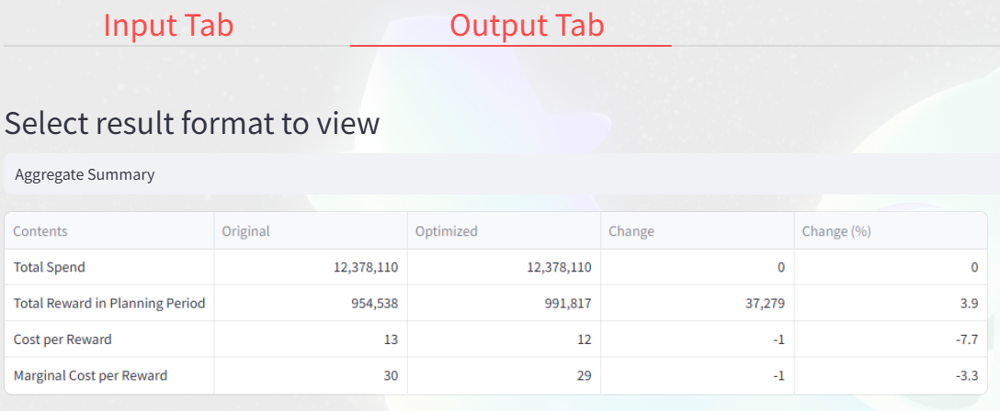 Input Tab Output Tab
Select result format to view
Aggregate Summary
Contents Original Optimized Change Change (%)
Total Spend 12,378,110 12,378,110 0 0
Total Reward in Planning Period 954,538 991,817 37,279 3.9
Cost per Reward 13 12 -1 -7.7
Marginal Cost per Reward 30 29 -1 -3.3